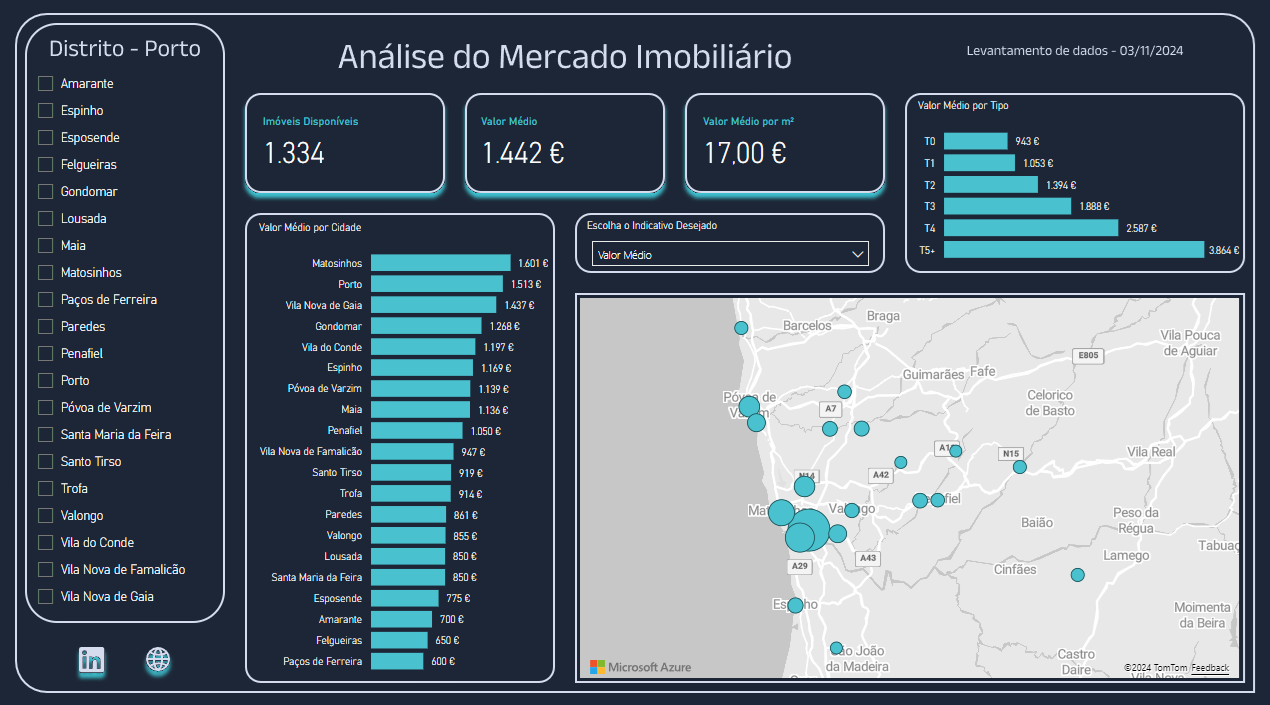 Distrito - Porto
Amarante
Espinho
Esposende
Felgueiras
Gondomar
Lousada
Maia
Matosinhos
Paços de Ferreira
Paredes
Penafiel
Porto
Póvoa de Varzim
Santa Maria da Feira
Santo Tirso
Trofa
Valongo
Vila do Conde
Vila Nova de Famalicão
Vila Nova de Gaia
in
Análise do Mercado Imobiliário
Levantamento de dados - 03/11/2024
Imóveis Disponíveis
1.334
Valor Médio
1.442 €
Valor Médio por m²
17,00 €
Valor Médio por Tipo
T0 943 €
T1 1.053 €
T2 1.394 €
T3 1.888 €
T4 2.587 €
T5+ 3.864 €
Valor Médio por Cidade
Matosinhos 1.601 €
Porto 1.513 €
Vila Nova de Gaia 1.437 €
Gondomar 1.268 €
Vila do Conde 1.197 €
Espinho 1.169 €
Póvoa de Varzim 1.139 €
Maia 1.136 €
Penafiel 1.050 €
Vila Nova de Famalicão 947 €
Santo Tirso 919 €
Trofa 914 €
Paredes 861 €
Valongo 855 €
Lousada 850 €
Santa Maria da Feira 850 €
Esposende 775 €
Amarante 700 €
Felgueiras 650 €
Paços de Ferreira 600 €
Escolha o Indicativo Desejado
Valor Médio
Braga
Barcelos
Vila Pouca
de Aguiar
E805
Guimarães
Fafe
Celorico
de Basto
Póvoa de
A7
N15
Vila Real
A42
N14
Peso da
Régua
Baião
Tabuaç
Lamego
A43
A29
Cinfães
Moimenta
da Beira
São João
da Madeira
Castro
Daire
Microsoft Azure
©2024 TomTom Feedback